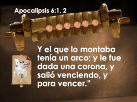 Apocalipsis 6:1, 2
Y el que lo montaba
tenía un arco; y le fue
dada una corona, y
salió venciendo, y
para vencer.”